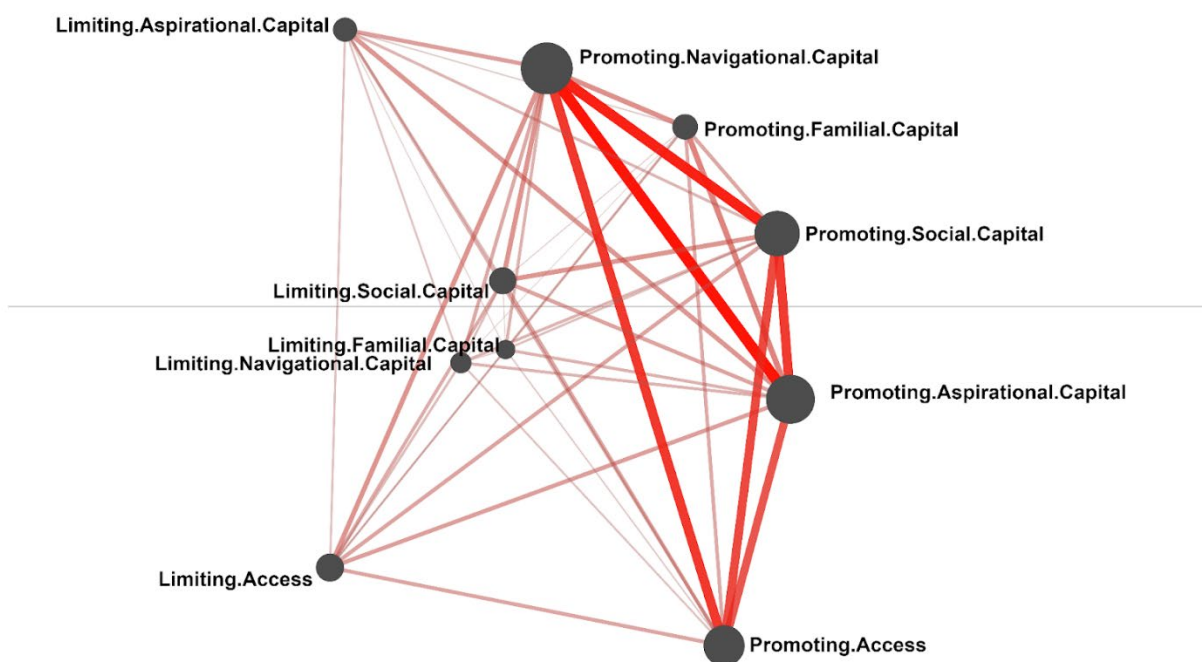 Limiting.Aspirational.Capital
Promoting.Navigational.Capital
Promoting.Familial.Capital
Promoting.Social.Capital
Limiting.Social.Capital
Limiting.Familial.Capital
Limiting.Navigational.Capital
Promoting.Aspirational.Capital
Limiting.Access
Promoting.Access